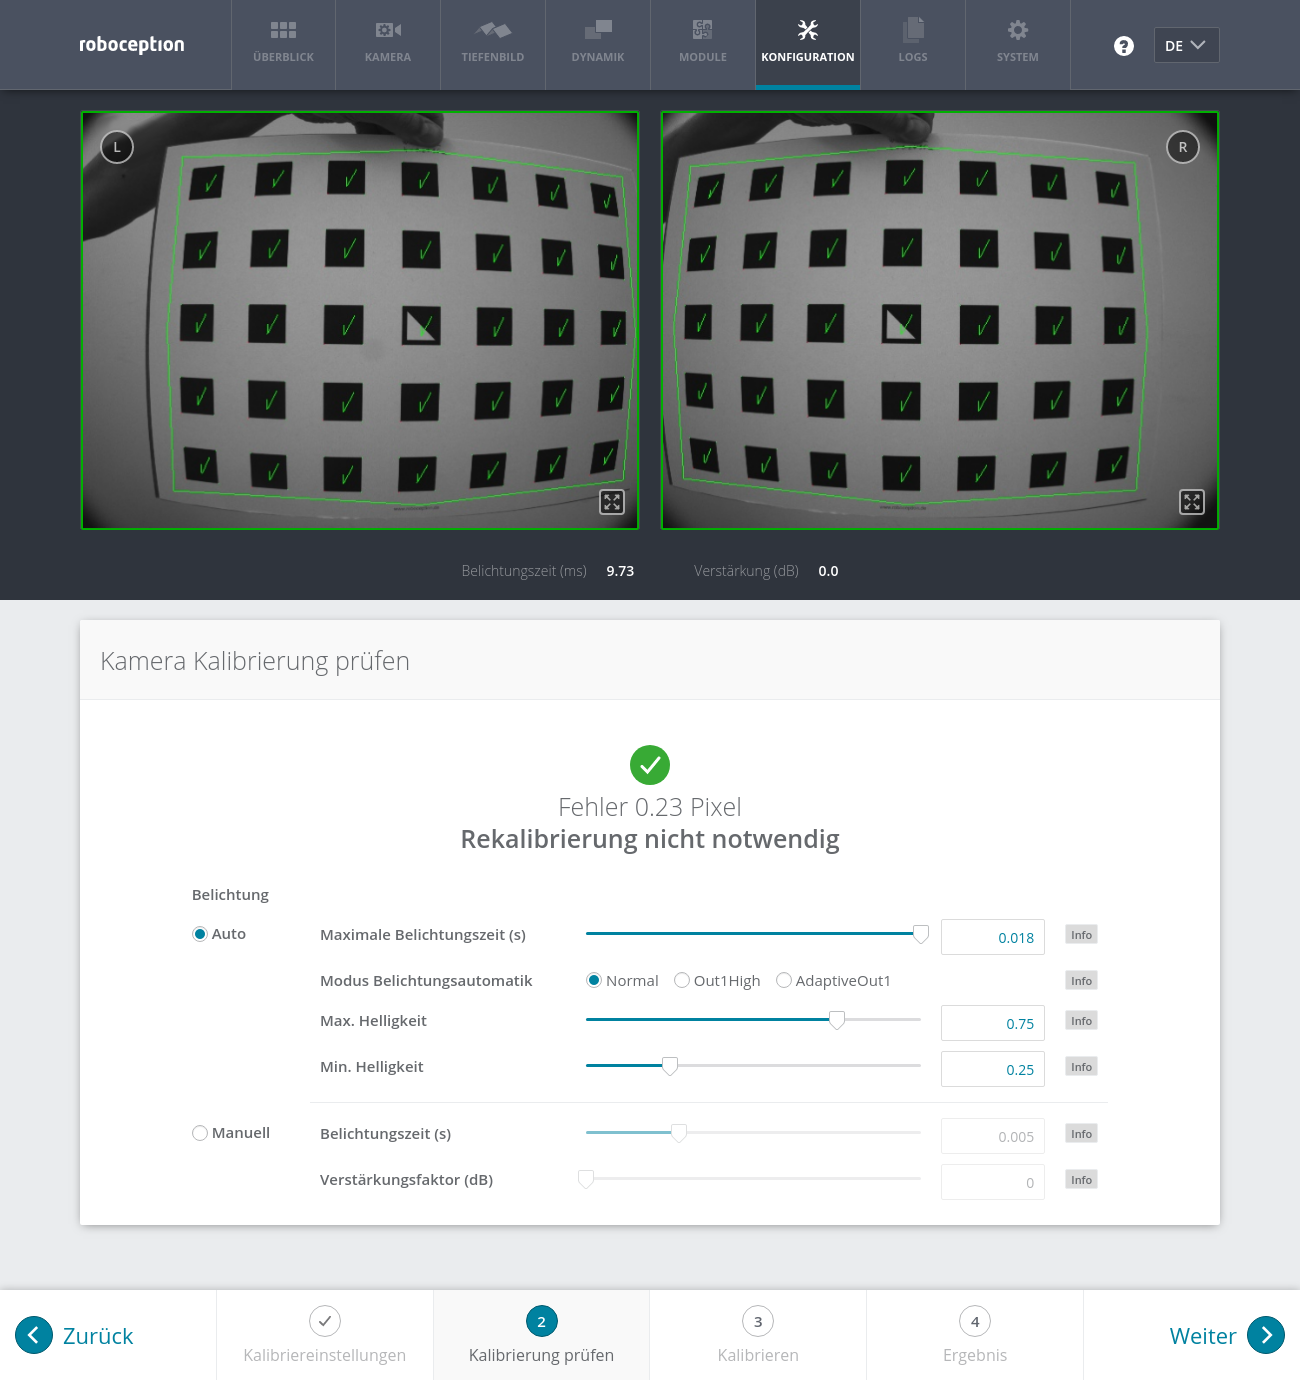 roboception
ÜBERBLICK
KAMERA
TIEFENBILD
DYNAMIK
MODULE
KONFIGURATION
LOGS
SYSTEM
?
DE
L
R
Belichtungszeit (ms) 9.73 Verstärkung (dB) 0.0
Kamera Kalibrierung prüfen
Fehler 0.23 Pixel
Rekalibrierung nicht notwendig
Belichtung
Auto Maximale Belichtungszeit (s) 0.018 Info
Modus Belichtungsautomatik Normal Out1High AdaptiveOut1 Info
Max. Helligkeit 0.75 Info
Min. Helligkeit 0.25 Info
Manuell Belichtungszeit (s) 0.005 Info
Verstärkungsfaktor (dB) 0 Info
Zurück
Kalibriereinstellungen
2
Kalibrierung prüfen
3
Kalibrieren
4
Ergebnis
Weiter